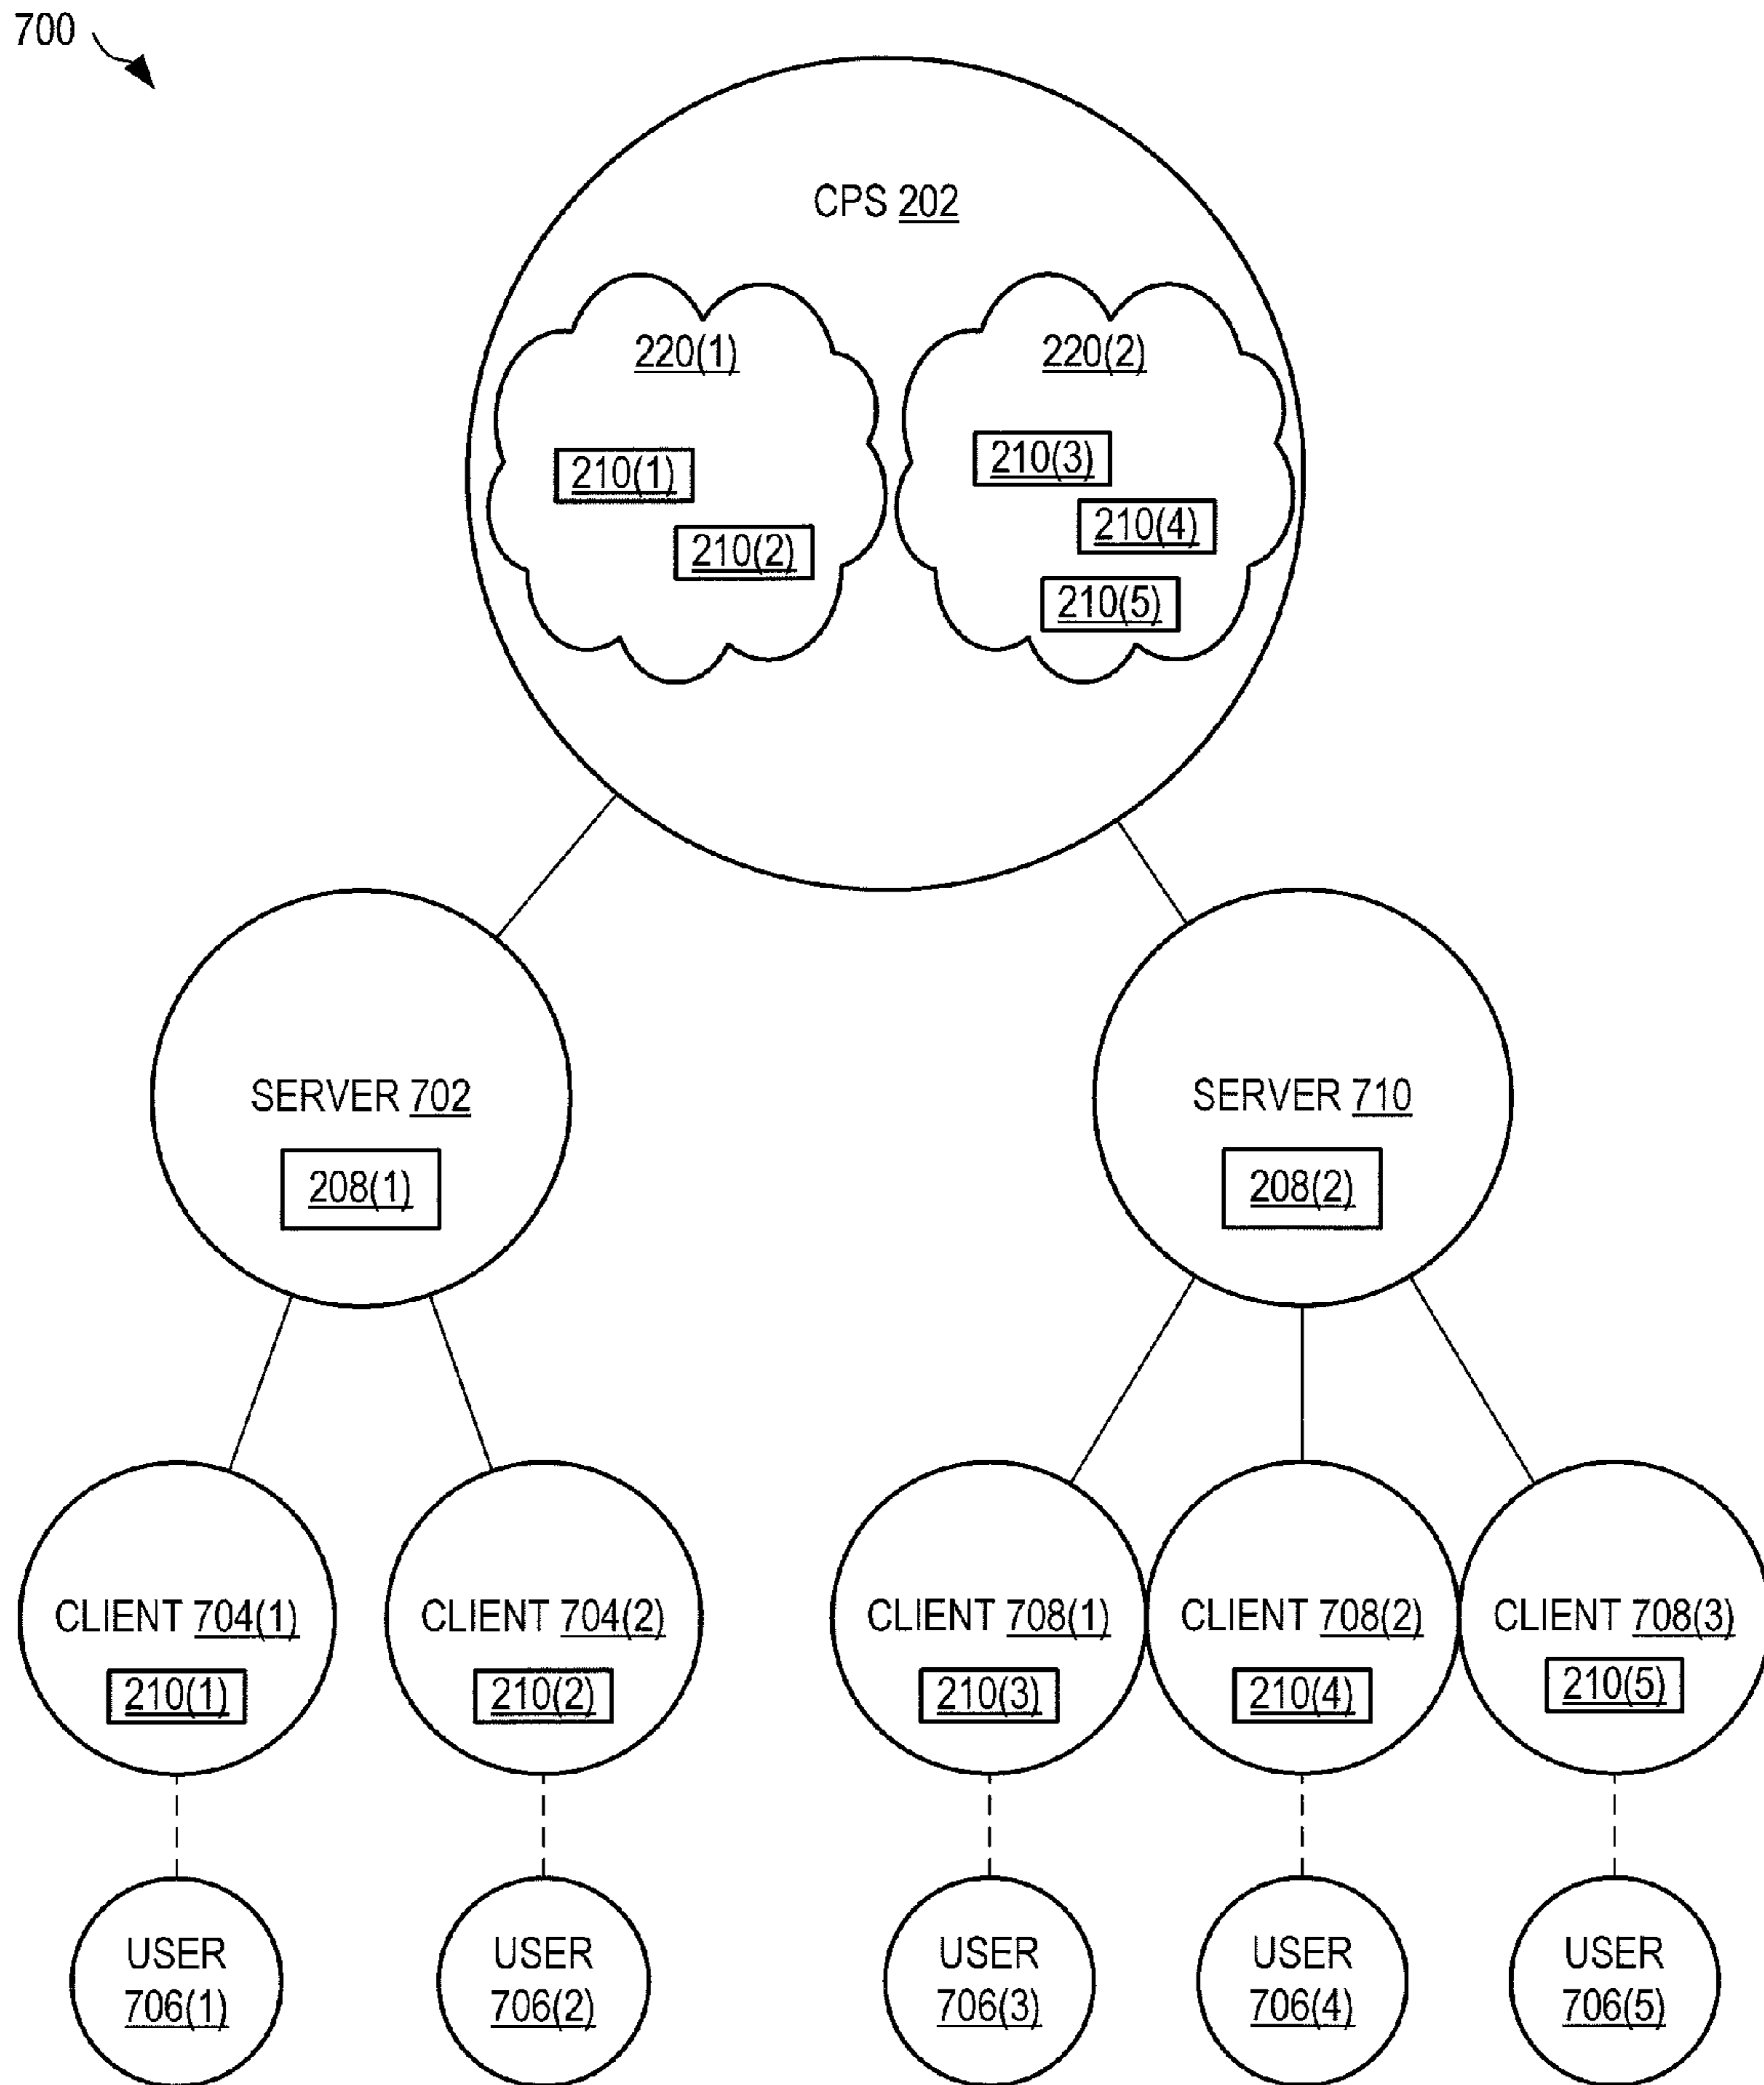 700
CPS 202
220(1) 220(2)
210(1) 210(3)
210(2) 210(4)
210(5)
SERVER 702 SERVER 710
208(1) 208(2)
CLIENT 704(1) CLIENT 704(2) CLIENT 708(1) CLIENT 708(2) CLIENT 708(3)
210(1) 210(2) 210(3) 210(4) 210(5)
USER USER USER USER USER
706(1) 706(2) 706(3) 706(4) 706(5)